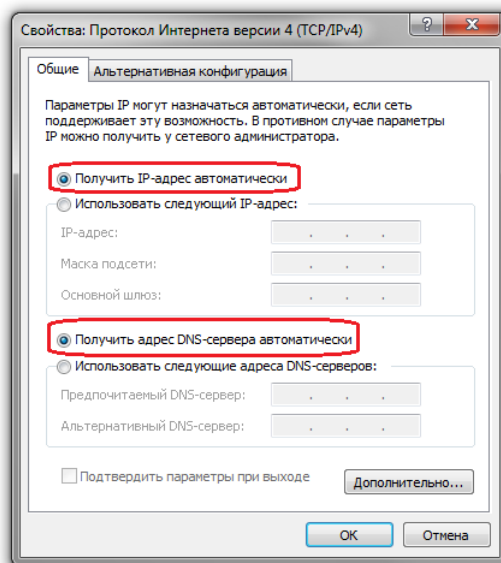 Свойства: Протокол Интернета версии 4 (TCP/IPv4)
Общие
Альтернативная конфигурация
Параметры IP могут назначаться автоматически, если сеть
поддерживает эту возможность. В противном случае параметры
IP можно получить у сетевого администратора.
Получить IP-адрес автоматически
Использовать следующий IP-адрес:
IP-адрес:
Маска подсети:
Основной шлюз:
Получить адрес DNS-сервера автоматически
Использовать следующие адреса DNS-серверов:
Предпочитаемый DNS-сервер:
Альтернативный DNS-сервер:
Подтвердить параметры при выходе
Дополнительно...
ОК
Отмена